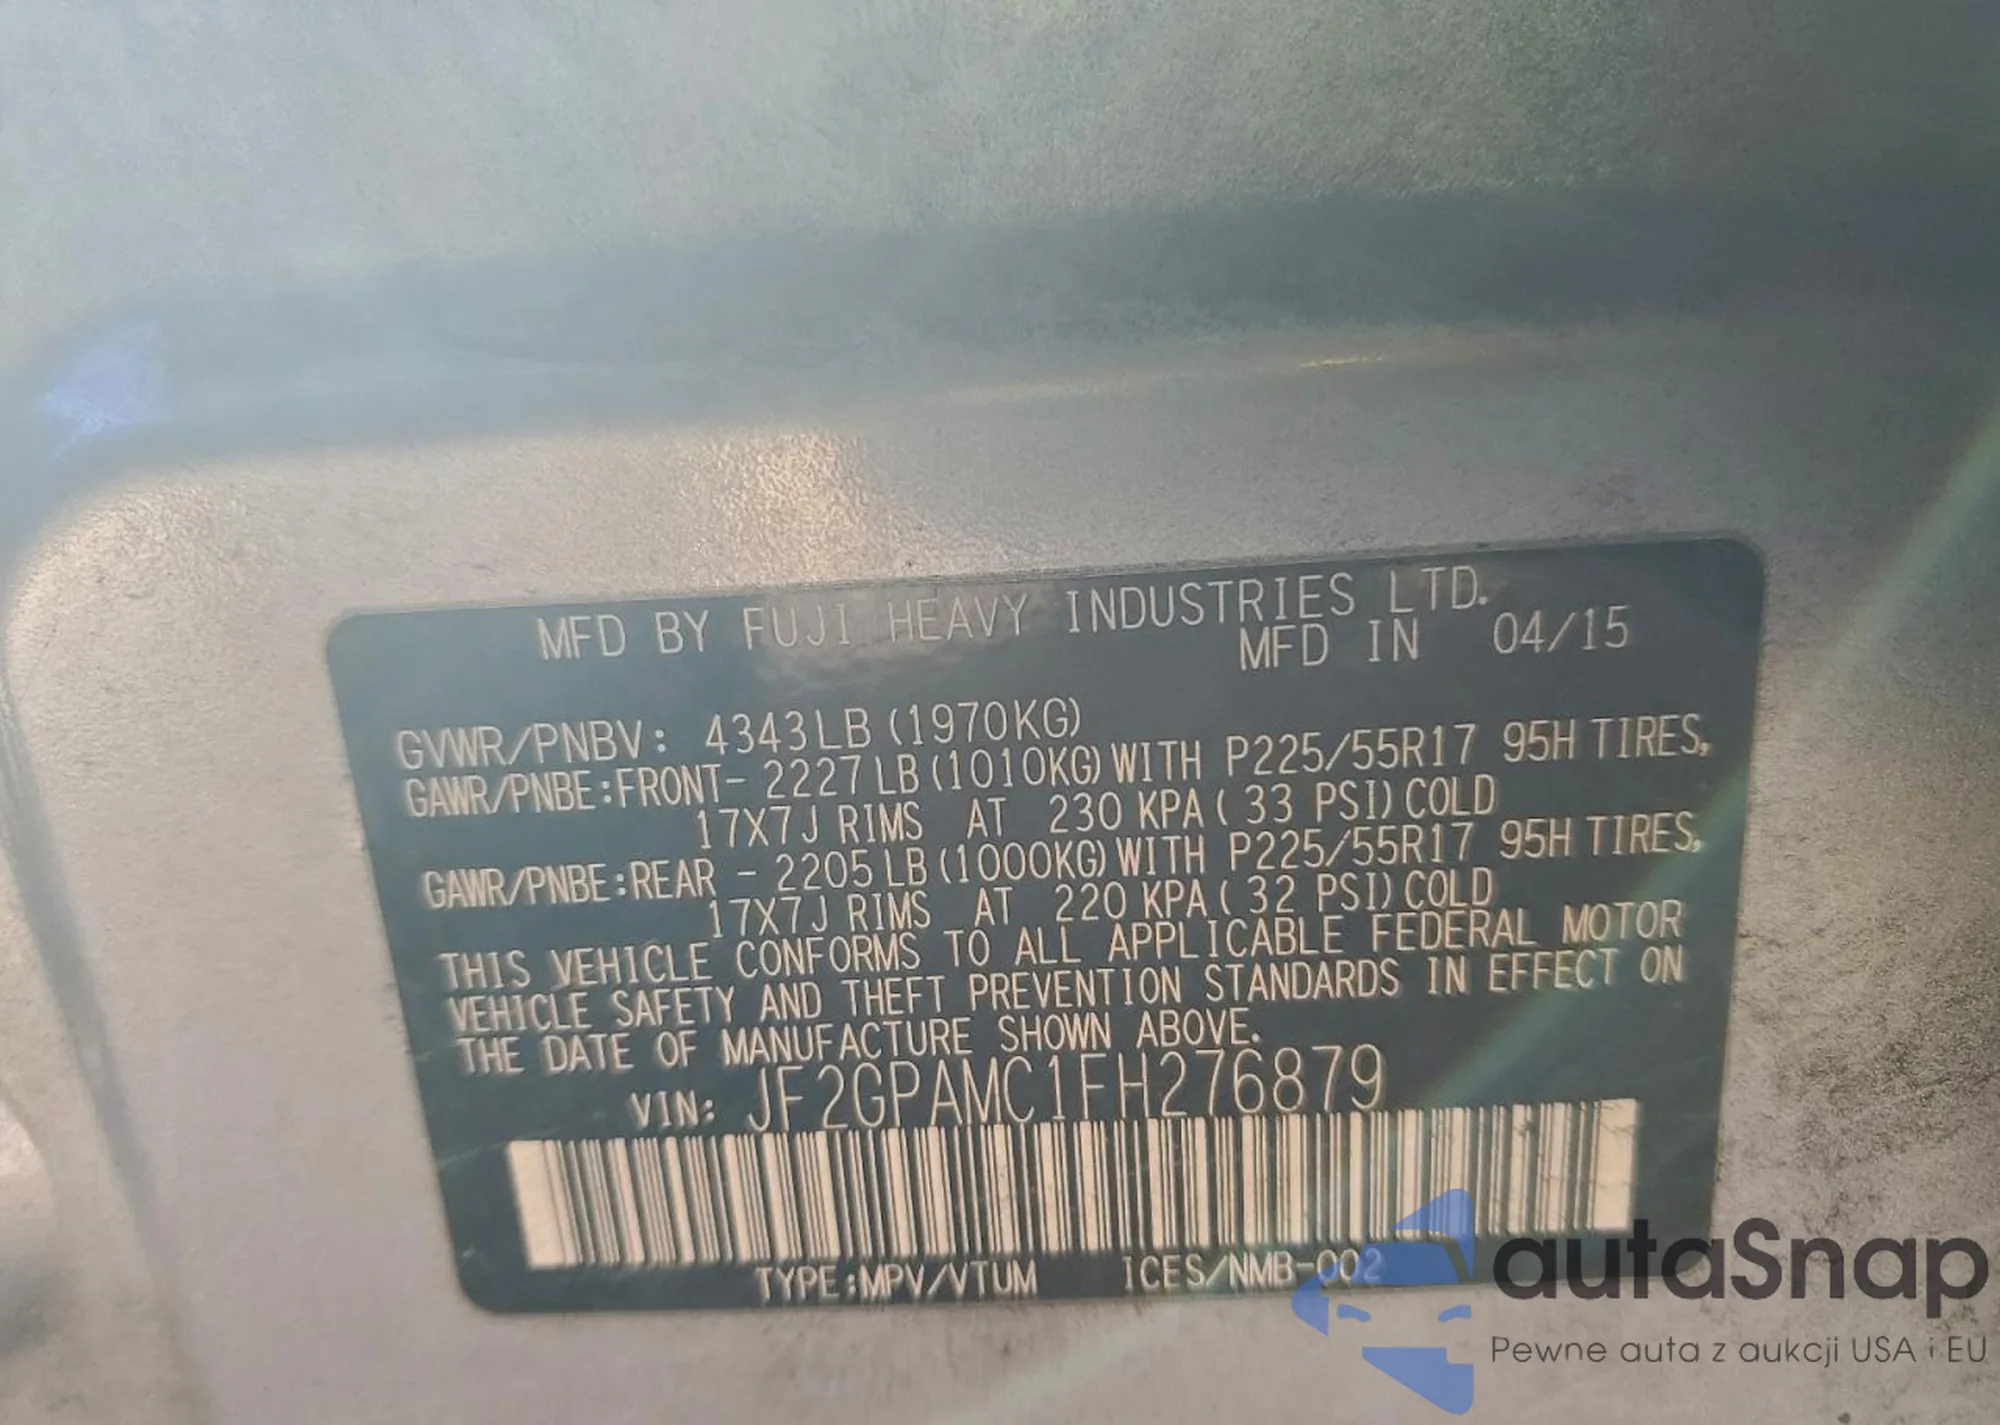 MFD BY FUJI HEAVY INDUSTRIES LTD.
MFD IN 04/15
GVWR/PNBV: 4343LB (1970KG)
GAWR/PNBE:FRONT- 2227LB (1010KG) WITH P225/55R17 95H TIRES,
17X7J RIMS AT 230 KPA ( 33 PSI) COLD
GAWR/PNBE:REAR - 2205LB (1000KG) WITH P225/55R17 95H TIRES,
17X7J RIMS AT 220 KPA ( 32 PSI) COLD
THIS VEHICLE CONFORMS TO ALL APPLICABLE FEDERAL MOTOR
VEHICLE SAFETY AND THEFT PREVENTION STANDARDS IN EFFECT ON
THE DATE OF MANUFACTURE SHOWN ABOVE.
VIN: JF2GPAMC1FH276879
TYPE:MPV/VTUM ICES/NMB-002
autaSnap
Pewne auta z aukcji USA i EU